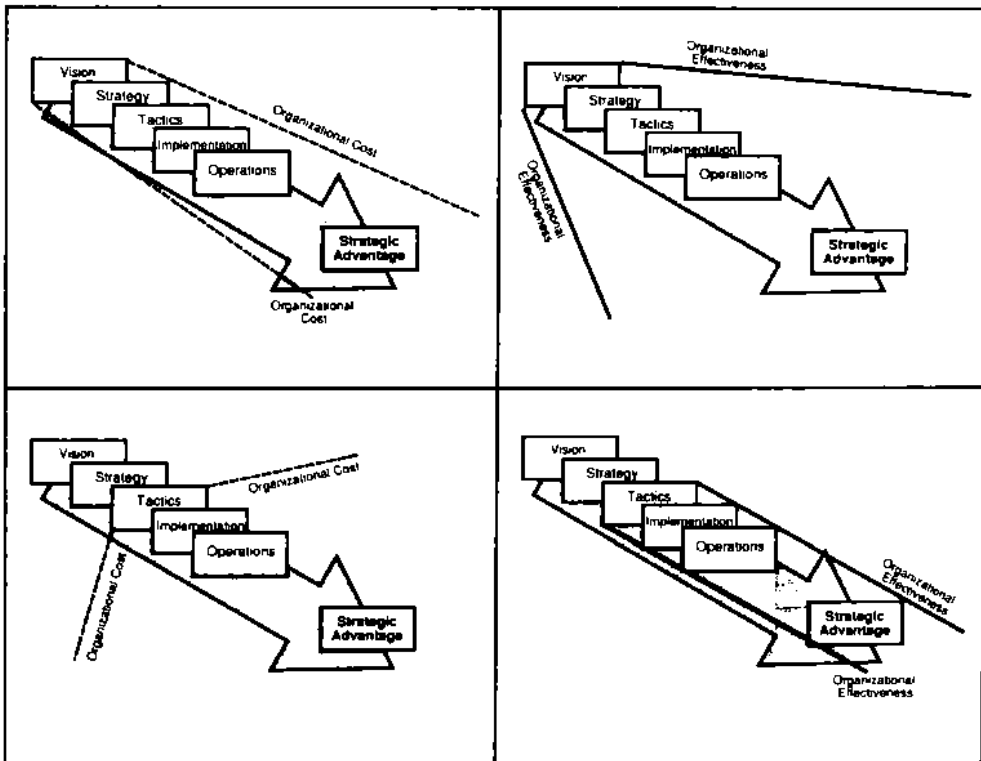 Vision
Strategy
Tactics
Implementation
Operations
Strategic
Advantage
Organizational Cost
Organizational
Cost
Organizational
Effectiveness
Vision
Strategy
Tactics
Implementation
Operations
Organizational
Effectiveness
Strategic
Advantage
Vision
Strategy
Tactics
Implementation
Operations
Organizational Cost
Organizational Cost
Strategic
Advantage
Vision
Strategy
Tactics
Implementation
Operations
Organizational
Effectiveness
Strategic
Advantage
Organizational
Effectiveness